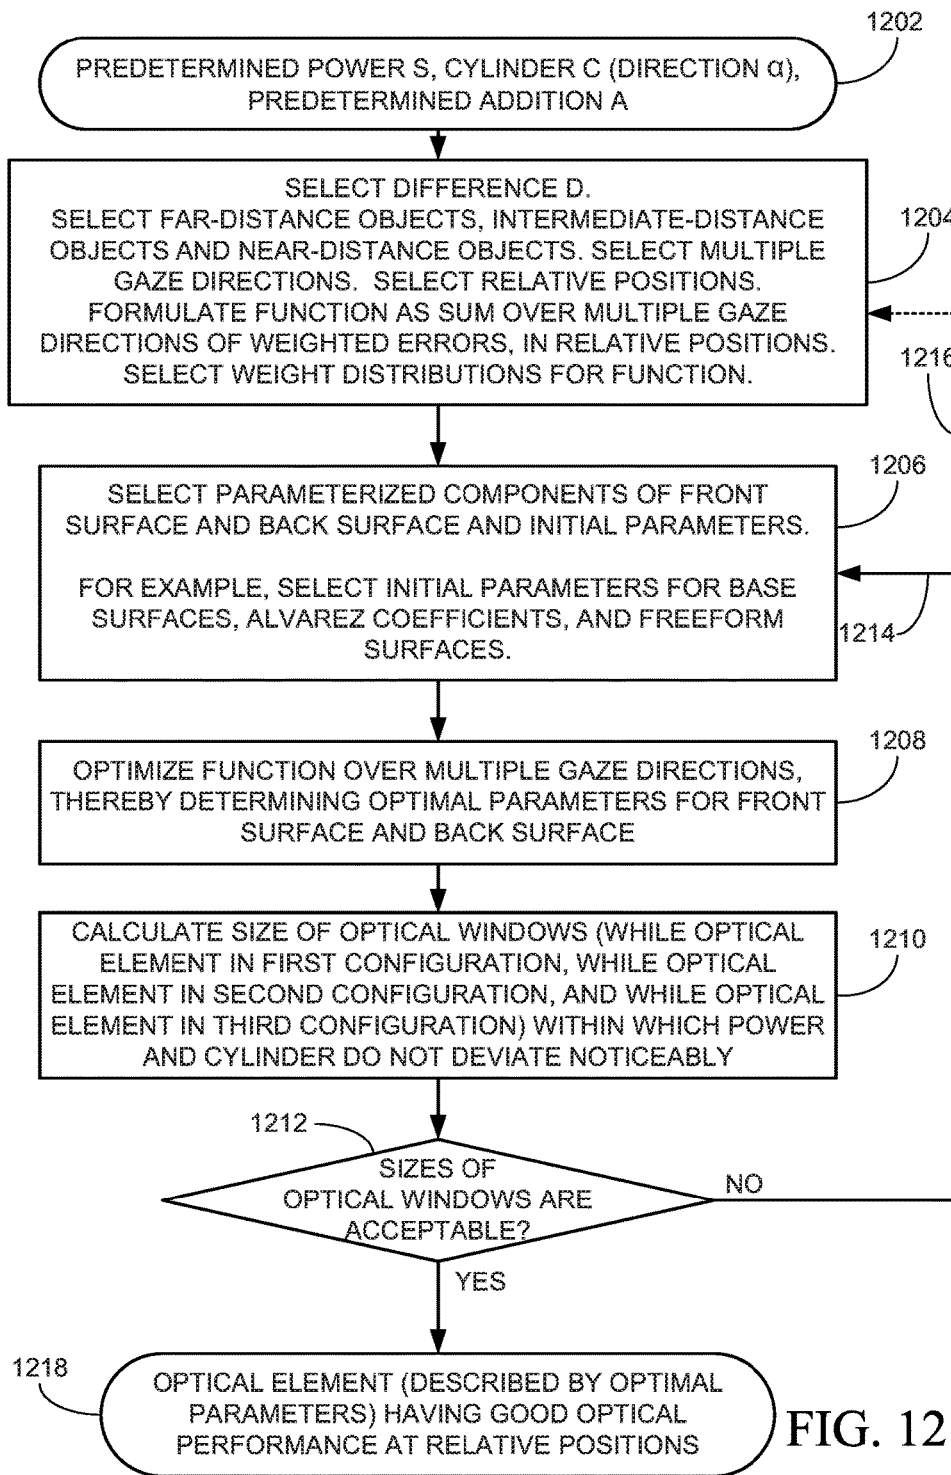 1202
PREDETERMINED POWER S, CYLINDER C (DIRECTION α),
PREDETERMINED ADDITION A
SELECT DIFFERENCE D.
SELECT FAR-DISTANCE OBJECTS, INTERMEDIATE-DISTANCE
OBJECTS AND NEAR-DISTANCE OBJECTS. SELECT MULTIPLE
GAZE DIRECTIONS. SELECT RELATIVE POSITIONS.
FORMULATE FUNCTION AS SUM OVER MULTIPLE GAZE
DIRECTIONS OF WEIGHTED ERRORS, IN RELATIVE POSITIONS.
SELECT WEIGHT DISTRIBUTIONS FOR FUNCTION.
1204
1216
1206
SELECT PARAMETERIZED COMPONENTS OF FRONT
SURFACE AND BACK SURFACE AND INITIAL PARAMETERS.
FOR EXAMPLE, SELECT INITIAL PARAMETERS FOR BASE
SURFACES, ALVAREZ COEFFICIENTS, AND FREEFORM
SURFACES.
1214
1208
OPTIMIZE FUNCTION OVER MULTIPLE GAZE DIRECTIONS,
THEREBY DETERMINING OPTIMAL PARAMETERS FOR FRONT
SURFACE AND BACK SURFACE
CALCULATE SIZE OF OPTICAL WINDOWS (WHILE OPTICAL
ELEMENT IN FIRST CONFIGURATION, WHILE OPTICAL
ELEMENT IN SECOND CONFIGURATION, AND WHILE OPTICAL
ELEMENT IN THIRD CONFIGURATION) WITHIN WHICH POWER
AND CYLINDER DO NOT DEVIATE NOTICEABLY
1210
1212
SIZES OF
OPTICAL WINDOWS ARE
ACCEPTABLE?
NO
YES
1218
OPTICAL ELEMENT (DESCRIBED BY OPTIMAL
PARAMETERS) HAVING GOOD OPTICAL
PERFORMANCE AT RELATIVE POSITIONS
FIG. 12